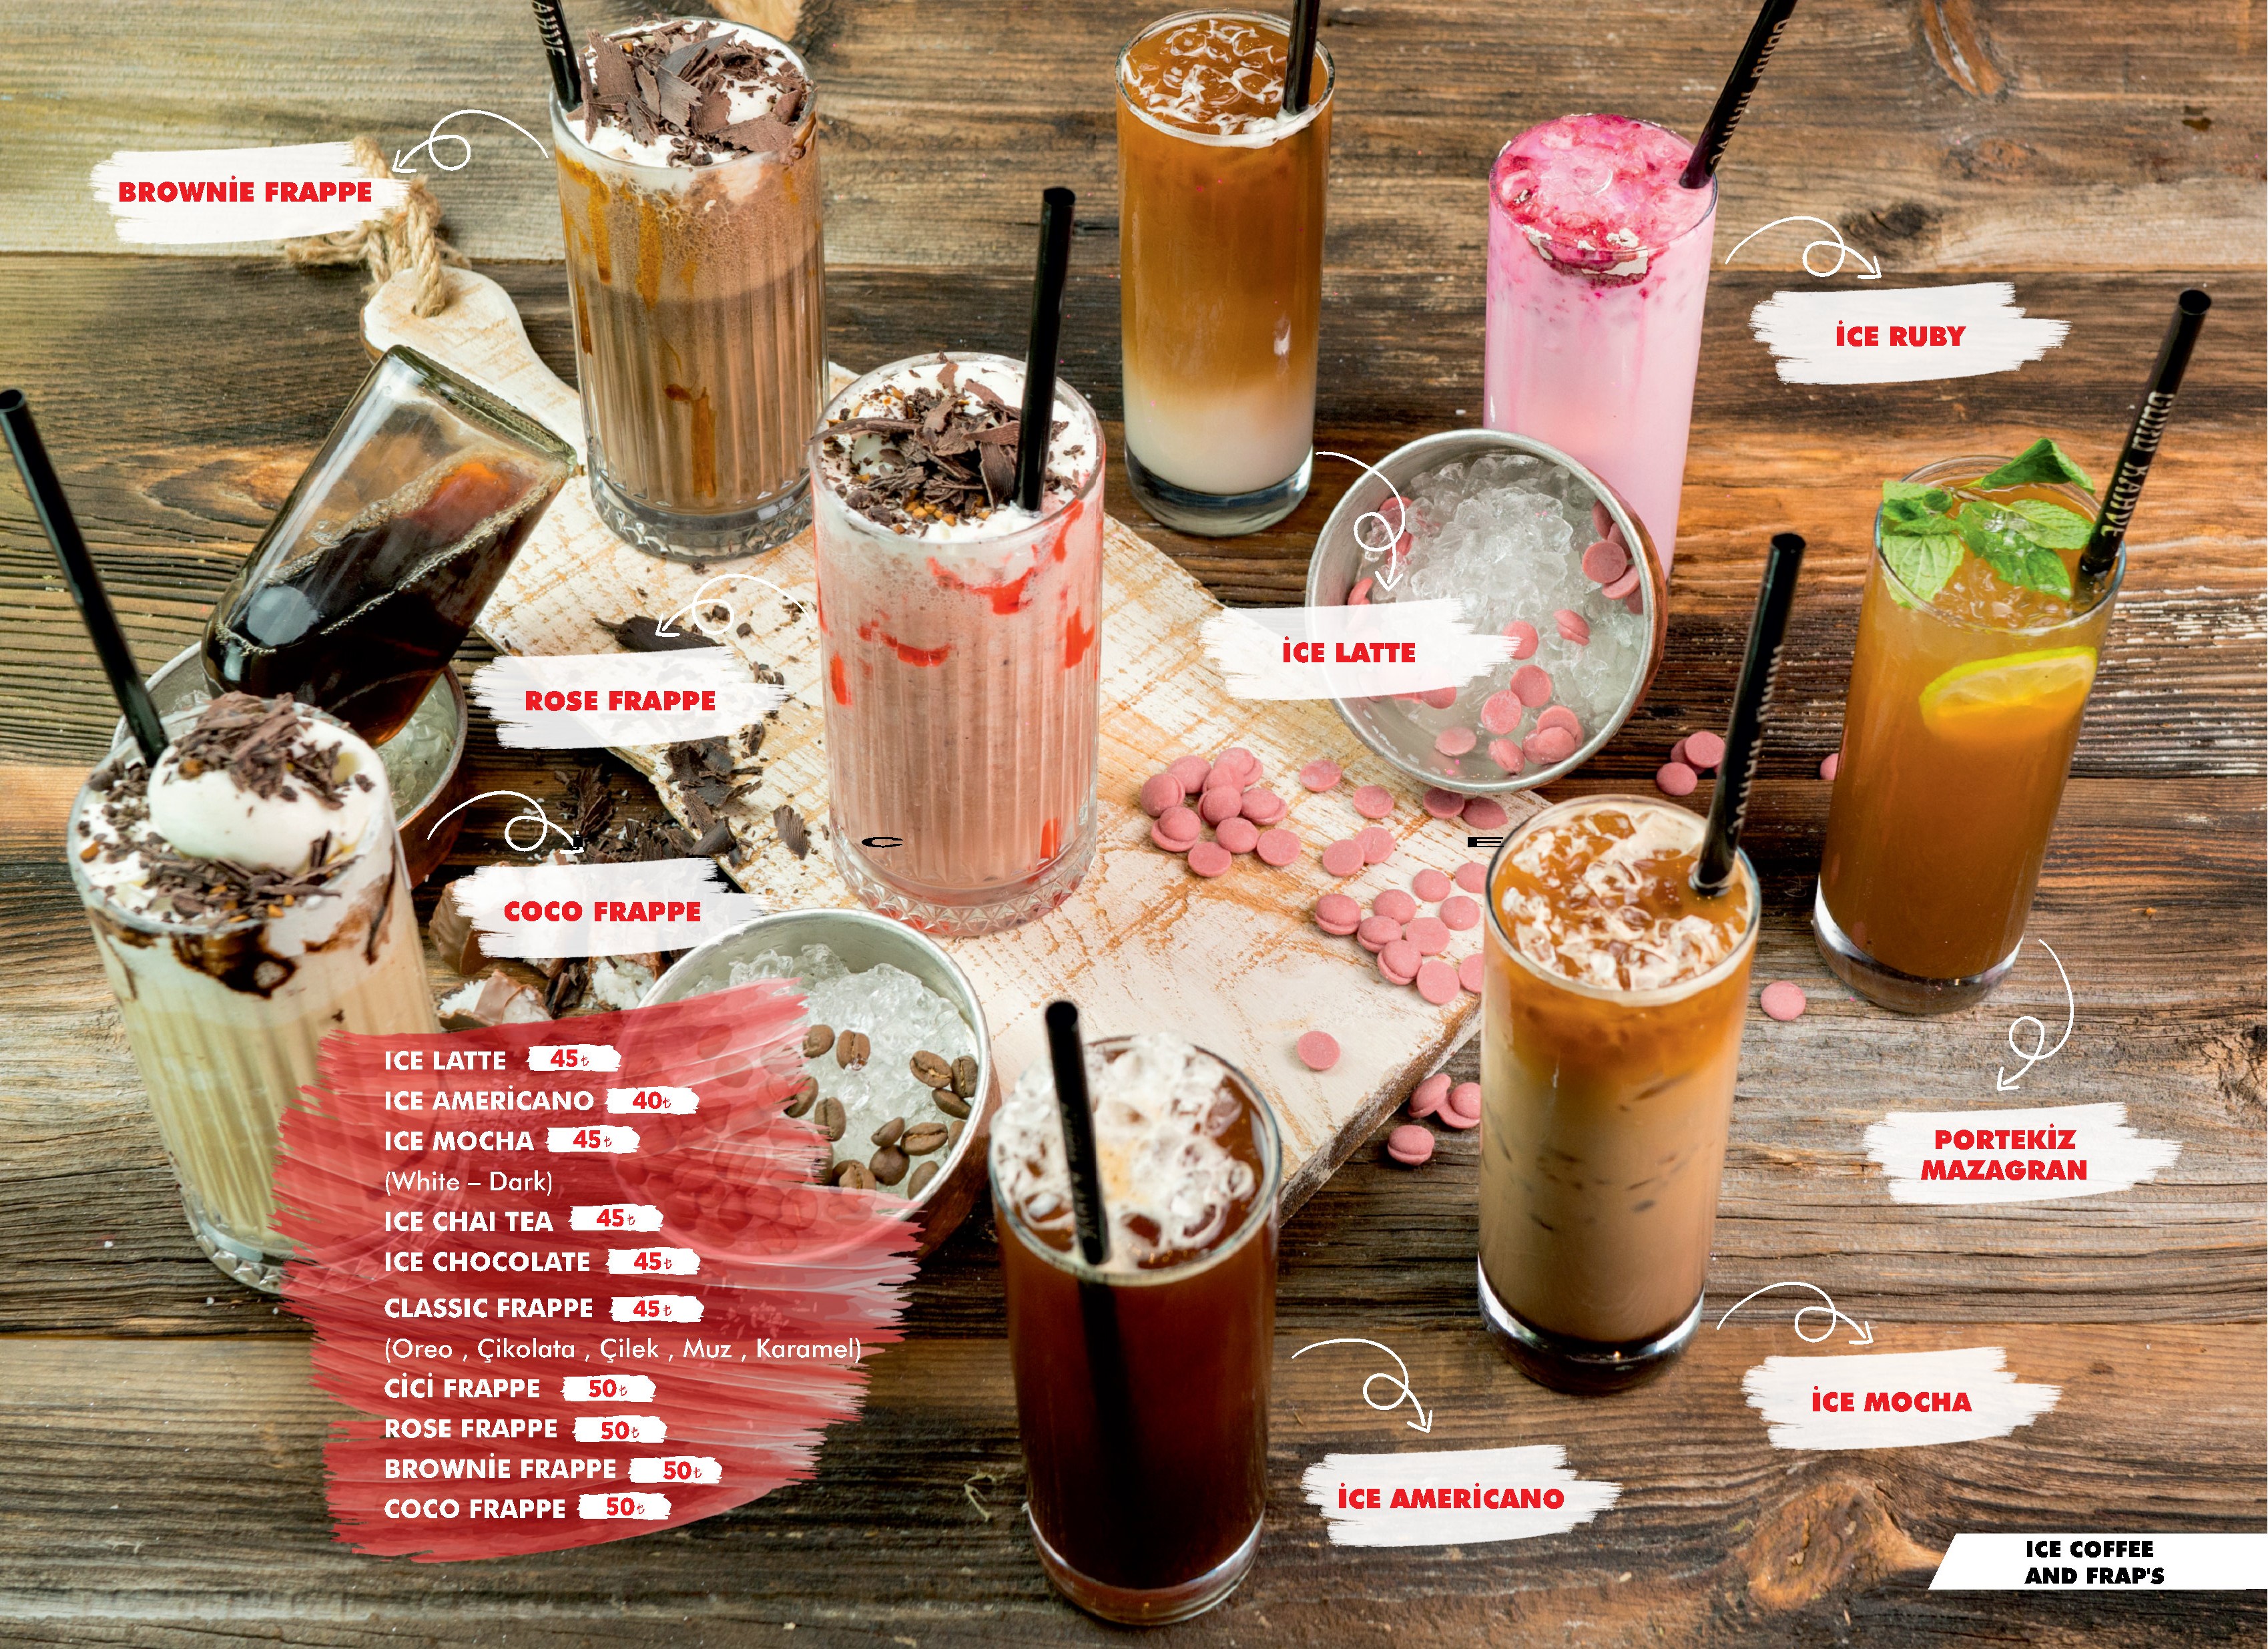 BROWNİE FRAPPE
İCE RUBY
İCE LATTE
ROSE FRAPPE
COCO FRAPPE
PORTEKİZ
MAZAGRAN
İCE MOCHA
İCE AMERİCANO
ICE LATTE 45₺
ICE AMERİCANO 40₺
ICE MOCHA 45₺
(White – Dark)
ICE CHAI TEA 45₺
ICE CHOCOLATE 45₺
CLASSIC FRAPPE 45₺
(Oreo , Çikolata , Çilek , Muz , Karamel)
CİCİ FRAPPE 50₺
ROSE FRAPPE 50₺
BROWNİE FRAPPE 50₺
COCO FRAPPE 50₺
ICE COFFEE
AND FRAP'S